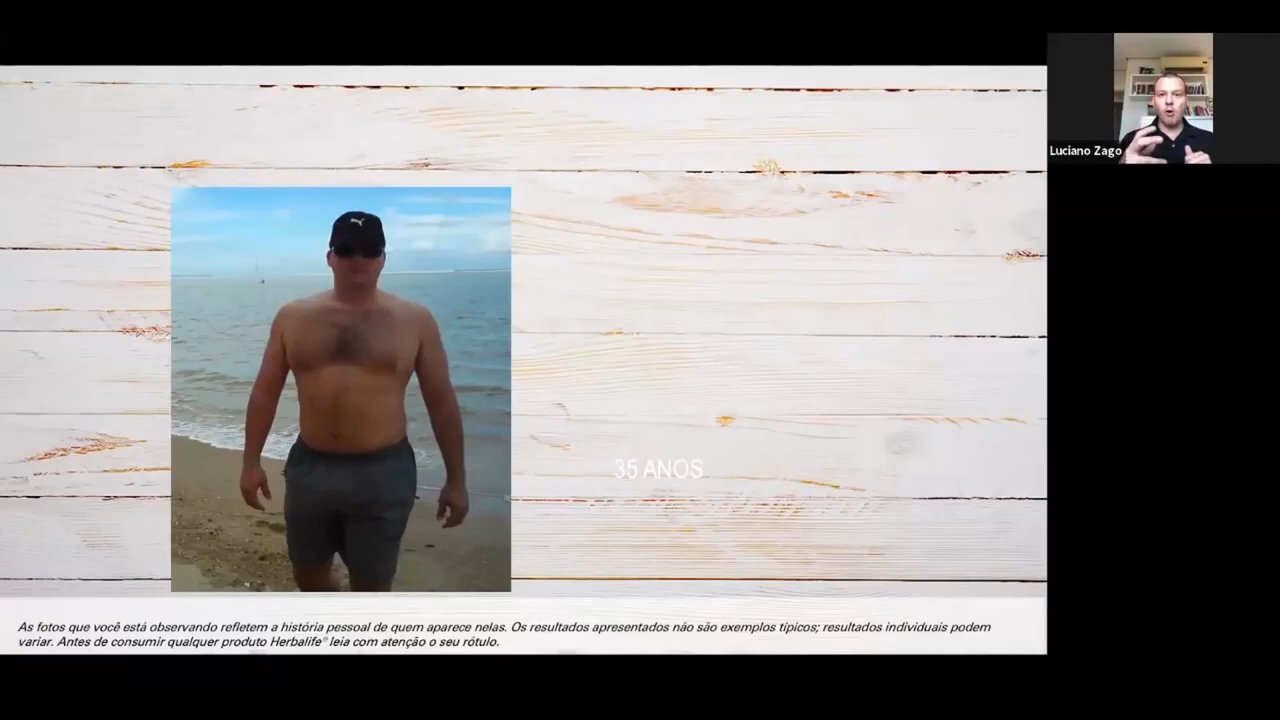 Luciano Zago
35 ANOS
As fotos que você está observando refletem a história pessoal de quem aparece nelas. Os resultados apresentados não são exemplos típicos; resultados individuais podem
variar. Antes de consumir qualquer produto Herbalife® leia com atenção o seu rótulo.